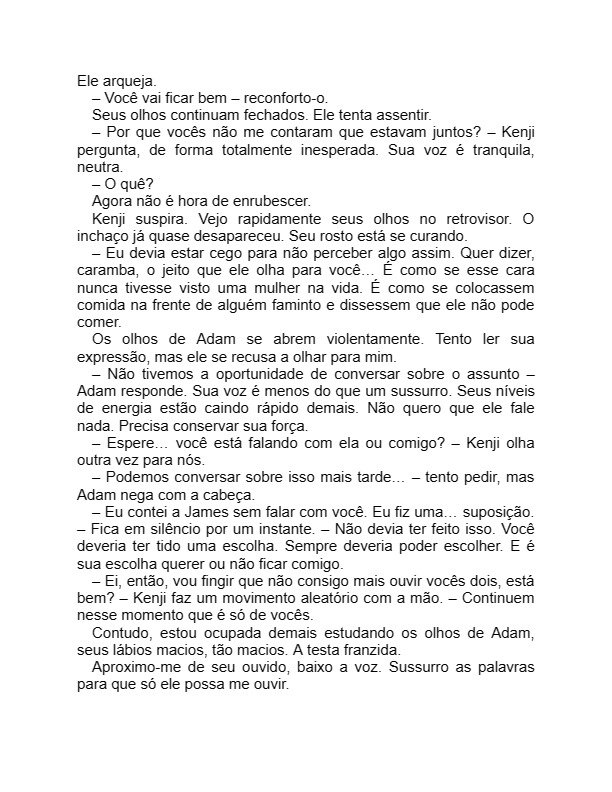 Ele arqueja.
– Você vai ficar bem – reconforto-o.
Seus olhos continuam fechados. Ele tenta assentir.
– Por que vocês não me contaram que estavam juntos? – Kenji
pergunta, de forma totalmente inesperada. Sua voz é tranquila,
neutra.
– O quê?
Agora não é hora de enrubescer.
Kenji suspira. Vejo rapidamente seus olhos no retrovisor. O
inchaço já quase desapareceu. Seu rosto está se curando.
– Eu devia estar cego para não perceber algo assim. Quer dizer,
caramba, o jeito que ele olha para você… É como se esse cara
nunca tivesse visto uma mulher na vida. É como se colocassem
comida na frente de alguém faminto e dissessem que ele não pode
comer.
Os olhos de Adam se abrem violentamente. Tento ler sua
expressão, mas ele se recusa a olhar para mim.
– Não tivemos a oportunidade de conversar sobre o assunto –
Adam responde. Sua voz é menos do que um sussurro. Seus níveis
de energia estão caindo rápido demais. Não quero que ele fale
nada. Precisa conservar sua força.
– Espere… você está falando com ela ou comigo? – Kenji olha
outra vez para nós.
– Podemos conversar sobre isso mais tarde… – tento pedir, mas
Adam nega com a cabeça.
– Eu contei a James sem falar com você. Eu fiz uma… suposição.
– Fica em silêncio por um instante. – Não devia ter feito isso. Você
deveria ter tido uma escolha. Sempre deveria poder escolher. E é
sua escolha querer ou não ficar comigo.
– Ei, então, vou fingir que não consigo mais ouvir vocês dois, está
bem? – Kenji faz um movimento aleatório com a mão. – Continuem
nesse momento que é só de vocês.
Contudo, estou ocupada demais estudando os olhos de Adam,
seus lábios macios, tão macios. A testa franzida.
Aproximo-me de seu ouvido, baixo a voz. Sussurro as palavras
para que só ele possa me ouvir.